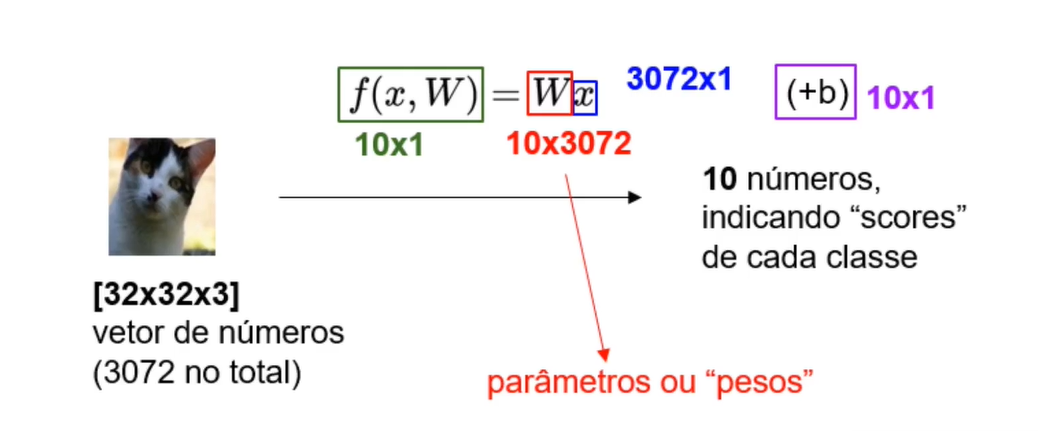 f(x, W) = Wx
3072x1
(+b)
10x1
10x1
10x3072
10 números,
indicando “scores”
de cada classe
[32x32x3]
vetor de números
(3072 no total)
parâmetros ou “pesos”